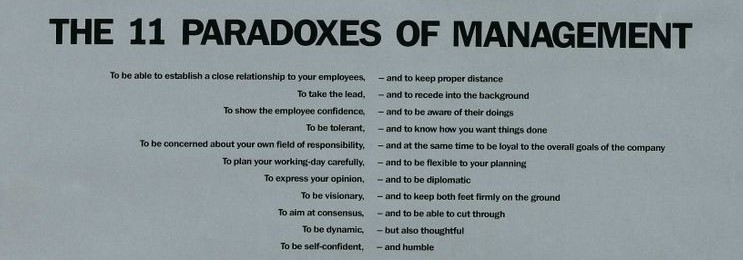 THE 11 PARADOXES OF MANAGEMENT
To be able to establish a close relationship to your employees, – and to keep proper distance
To take the lead, – and to recede into the background
To show the employee confidence, – and to be aware of their doings
To be tolerant, – and to know how you want things done
To be concerned about your own field of responsibility, – and at the same time to be loyal to the overall goals of the company
To plan your working-day carefully, – and to be flexible to your planning
To express your opinion, – and to be diplomatic
To be visionary, – and to keep both feet firmly on the ground
To aim at consensus, – and to be able to cut through
To be dynamic, – but also thoughtful
To be self-confident, – and humble